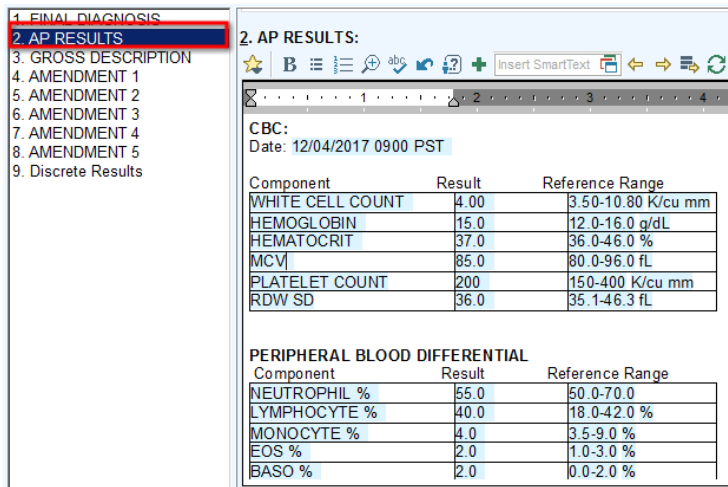 1. FINAL DIAGNOSIS
2. AP RESULTS
3. GROSS DESCRIPTION
4. AMENDMENT 1
5. AMENDMENT 2
6. AMENDMENT 3
7. AMENDMENT 4
8. AMENDMENT 5
9. Discrete Results
2. AP RESULTS:
B abc Insert SmartText
1 2 3 4
CBC:
Date: 12/04/2017 0900 PST
Component Result Reference Range
WHITE CELL COUNT 4.00 3.50-10.80 K/cu mm
HEMOGLOBIN 15.0 12.0-16.0 g/dL
HEMATOCRIT 37.0 36.0-46.0 %
MCV 85.0 80.0-96.0 fL
PLATELET COUNT 200 150-400 K/cu mm
RDW SD 36.0 35.1-46.3 fL
PERIPHERAL BLOOD DIFFERENTIAL
Component Result Reference Range
NEUTROPHIL % 55.0 50.0-70.0
LYMPHOCYTE % 40.0 18.0-42.0 %
MONOCYTE % 4.0 3.5-9.0 %
EOS % 2.0 1.0-3.0 %
BASO % 2.0 0.0-2.0 %